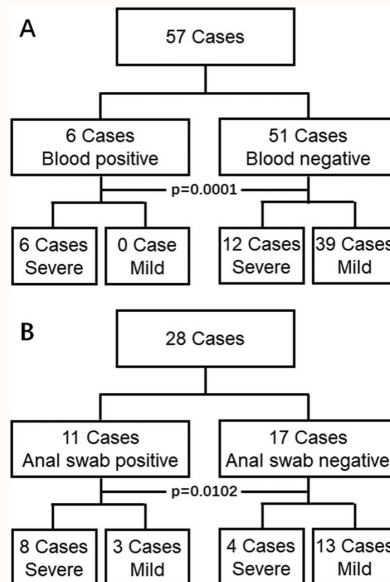 A
57 Cases
6 Cases
Blood positive
51 Cases
Blood negative
p=0.0001
6 Cases
Severe
0 Case
Mild
12 Cases
Severe
39 Cases
Mild
B
28 Cases
11 Cases
Anal swab positive
17 Cases
Anal swab negative
p=0.0102
8 Cases
Severe
3 Cases
Mild
4 Cases
Severe
13 Cases
Mild